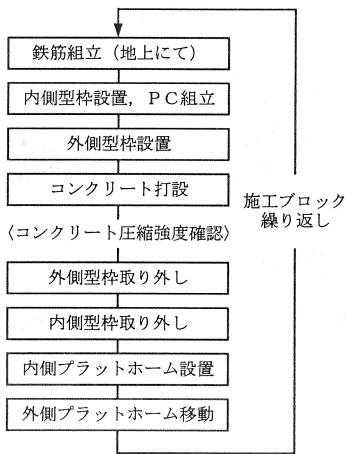 鉄筋組立（地上にて）
内側型枠設置，ＰＣ組立
外側型枠設置
コンクリート打設
〈コンクリート圧縮強度確認〉
外側型枠取り外し
内側型枠取り外し
内側プラットホーム設置
外側プラットホーム移動
施工ブロック
繰り返し